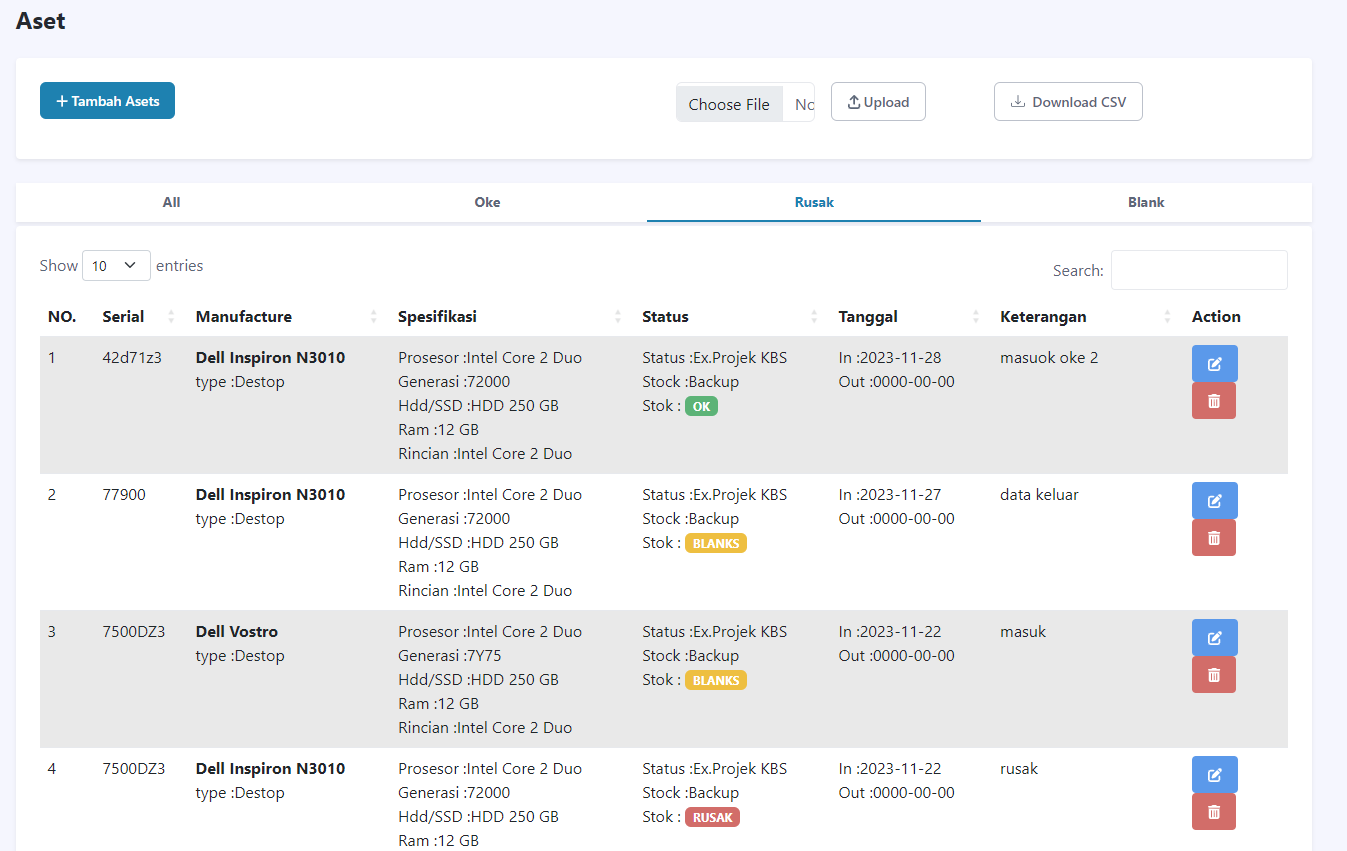 Aset
+ Tambah Asets
Choose File No
Upload
Download CSV
All Oke Rusak Blank
Show 10 entries
Search:
NO. Serial Manufacture Spesifikasi Status Tanggal Keterangan Action
1 42d71z3 Dell Inspiron N3010 Prosesor :Intel Core 2 Duo Status :Ex.Projek KBS In :2023-11-28 masuok oke 2
type :Destop Generasi :72000 Stock :Backup Out :0000-00-00
Hdd/SSD :HDD 250 GB Stok : OK
Ram :12 GB
Rincian :Intel Core 2 Duo
2 77900 Dell Inspiron N3010 Prosesor :Intel Core 2 Duo Status :Ex.Projek KBS In :2023-11-27 data keluar
type :Destop Generasi :72000 Stock :Backup Out :0000-00-00
Hdd/SSD :HDD 250 GB Stok : BLANKS
Ram :12 GB
Rincian :Intel Core 2 Duo
3 7500DZ3 Dell Vostro Prosesor :Intel Core 2 Duo Status :Ex.Projek KBS In :2023-11-22 masuk
type :Destop Generasi :7Y75 Stock :Backup Out :0000-00-00
Hdd/SSD :HDD 250 GB Stok : BLANKS
Ram :12 GB
Rincian :Intel Core 2 Duo
4 7500DZ3 Dell Inspiron N3010 Prosesor :Intel Core 2 Duo Status :Ex.Projek KBS In :2023-11-22 rusak
type :Destop Generasi :72000 Stock :Backup Out :0000-00-00
Hdd/SSD :HDD 250 GB Stok : RUSAK
Ram :12 GB